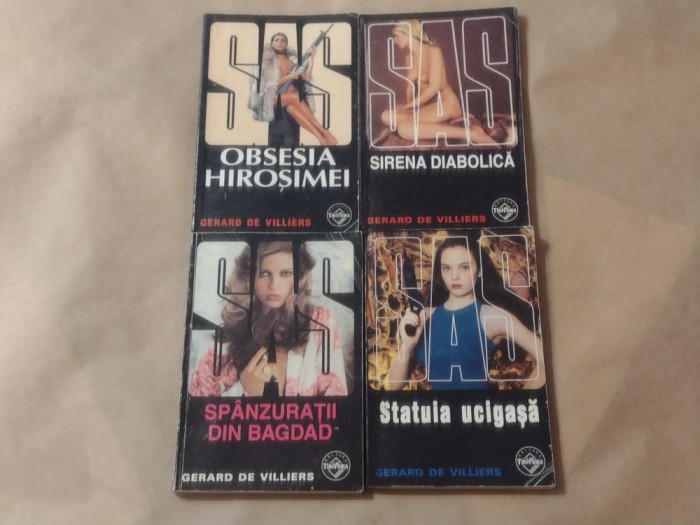 SAS
OBSESIA
HIROȘIMEI
GERARD DE VILLIERS
SAS
SIRENA DIABOLICĂ
GERARD DE VILLIERS
SAS
SPÂNZURAȚII
DIN BAGDAD
GERARD DE VILLIERS
SAS
Statuia ucigașă
GERARD DE VILLIERS